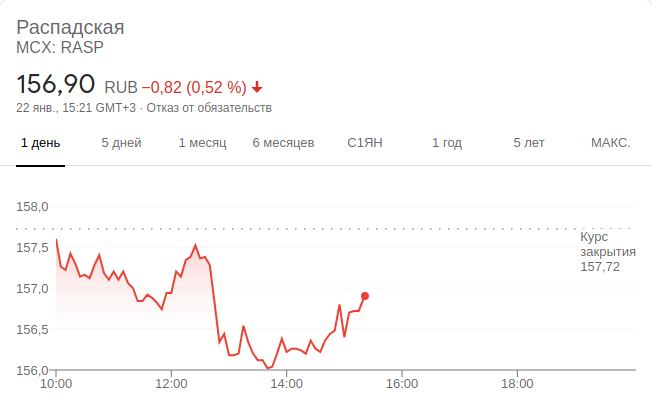 Распадская
MCX: RASP
156,90 RUB −0,82 (0,52 %)
22 янв., 15:21 GMT+3 · Отказ от обязательств
1 день 5 дней 1 месяц 6 месяцев С1ЯН 1 год 5 лет МАКС.
158,0
157,5
157,0
156,5
156,0
Курс
закрытия
157,72
10:00 12:00 14:00 16:00 18:00